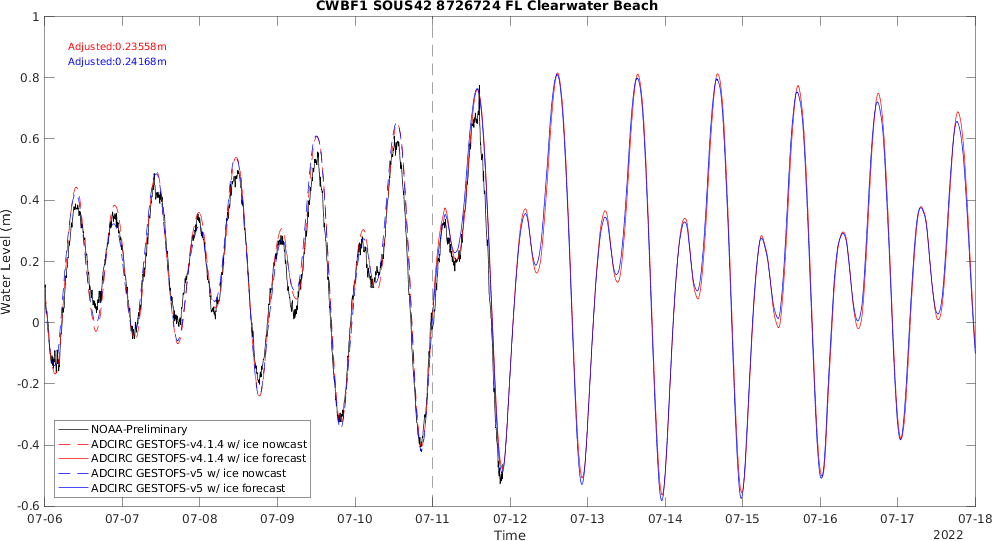 CWBF1 SOUS42 8726724 FL Clearwater Beach
Adjusted:0.23558m
Adjusted:0.24168m
Water Level (m)
1
0.8
0.6
0.4
0.2
0
-0.2
-0.4
-0.6
NOAA-Preliminary
ADCIRC GESTOFS-v4.1.4 w/ ice nowcast
ADCIRC GESTOFS-v4.1.4 w/ ice forecast
ADCIRC GESTOFS-v5 w/ ice nowcast
ADCIRC GESTOFS-v5 w/ ice forecast
07-06 07-07 07-08 07-09 07-10 07-11 07-12 07-13 07-14 07-15 07-16 07-17 07-18
Time
2022